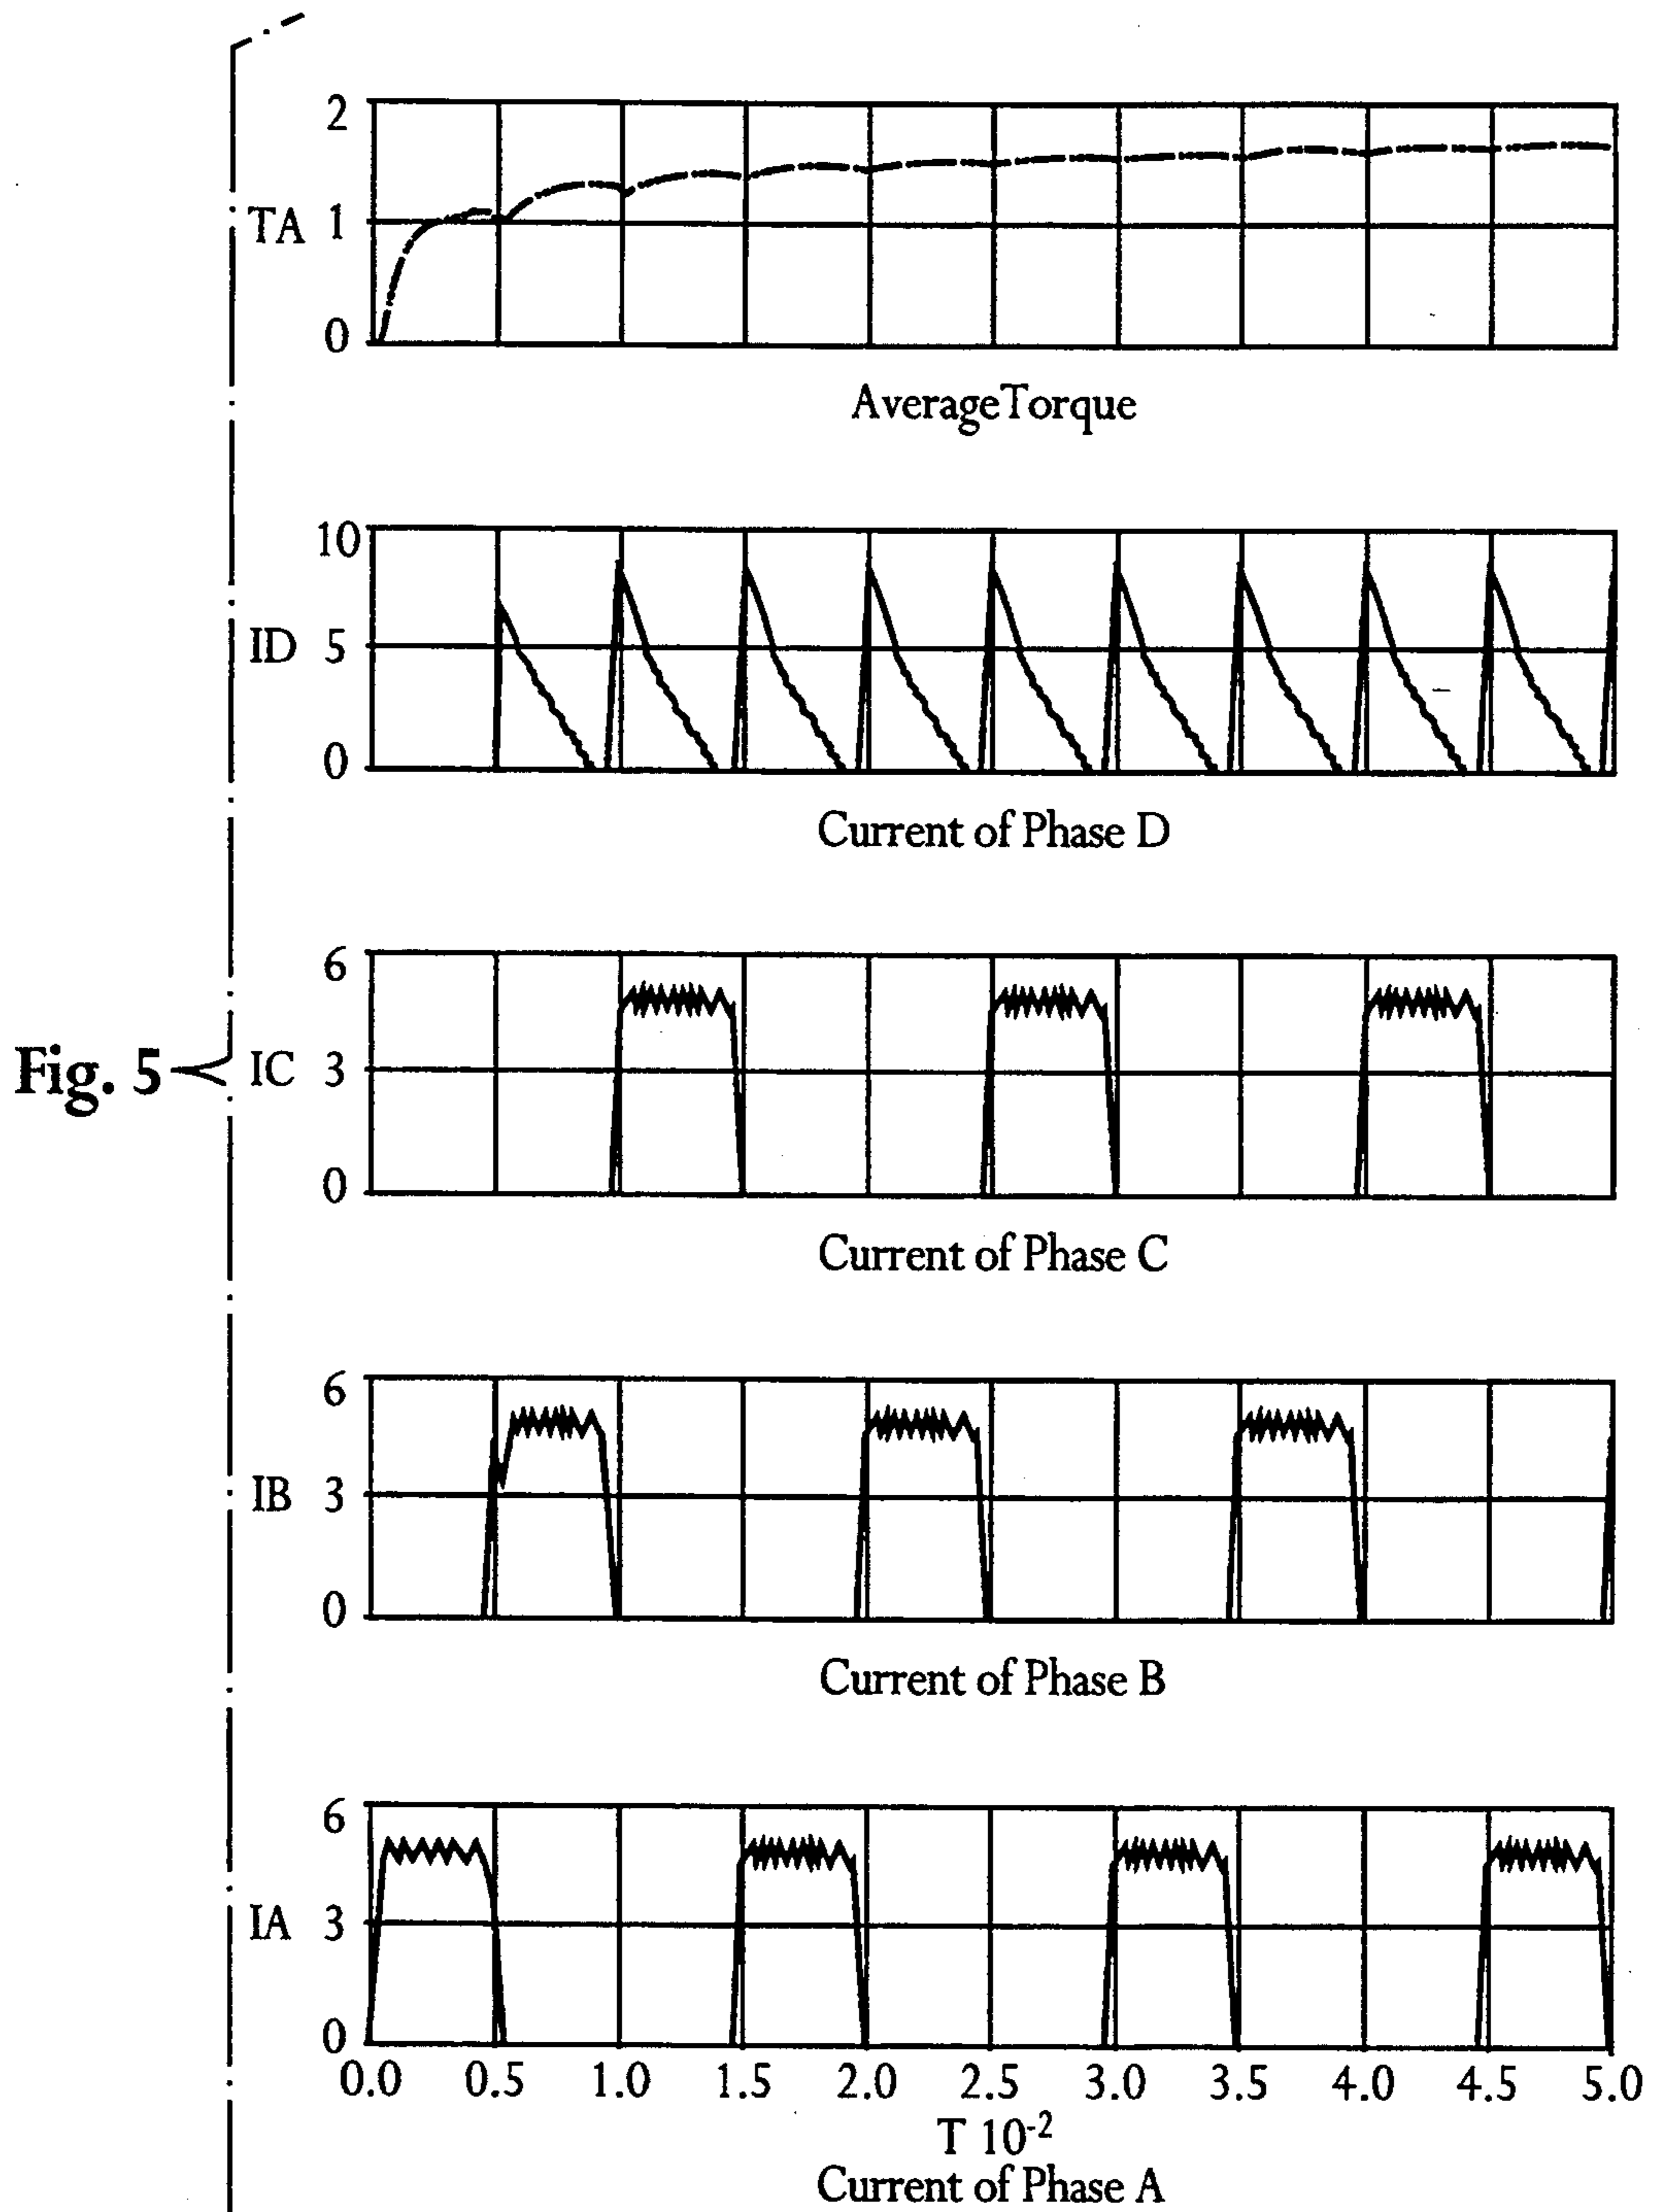 2
TA 1
0
Average Torque
10
ID 5
0
Current of Phase D
6
Fig. 5 IC 3
0
Current of Phase C
6
IB 3
0
Current of Phase B
6
IA 3
0
0.0 0.5 1.0 1.5 2.0 2.5 3.0 3.5 4.0 4.5 5.0
T 10⁻²
Current of Phase A